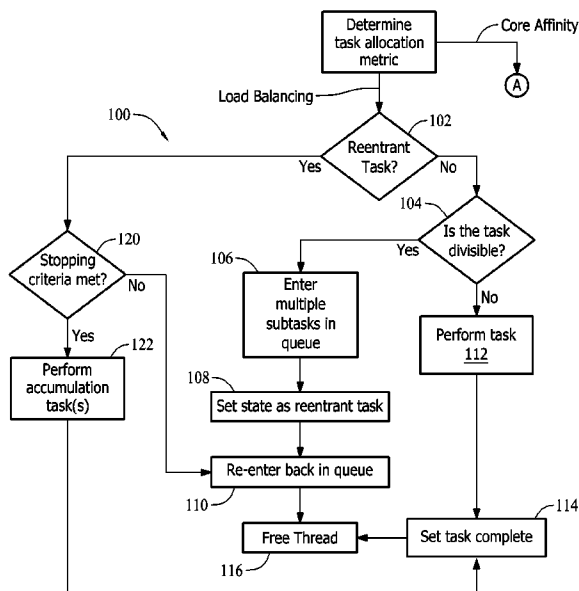 Determine
task allocation
metric
Core Affinity
A
Load Balancing
100
102
Reentrant
Task?
Yes
No
104
Is the task
divisible?
Yes
No
120
Stopping
criteria met?
No
Yes
106
Enter
multiple
subtasks in
queue
Perform task
112
122
Perform
accumulation
task(s)
108
Set state as reentrant task
Re-enter back in queue
110
114
Set task complete
Free Thread
116